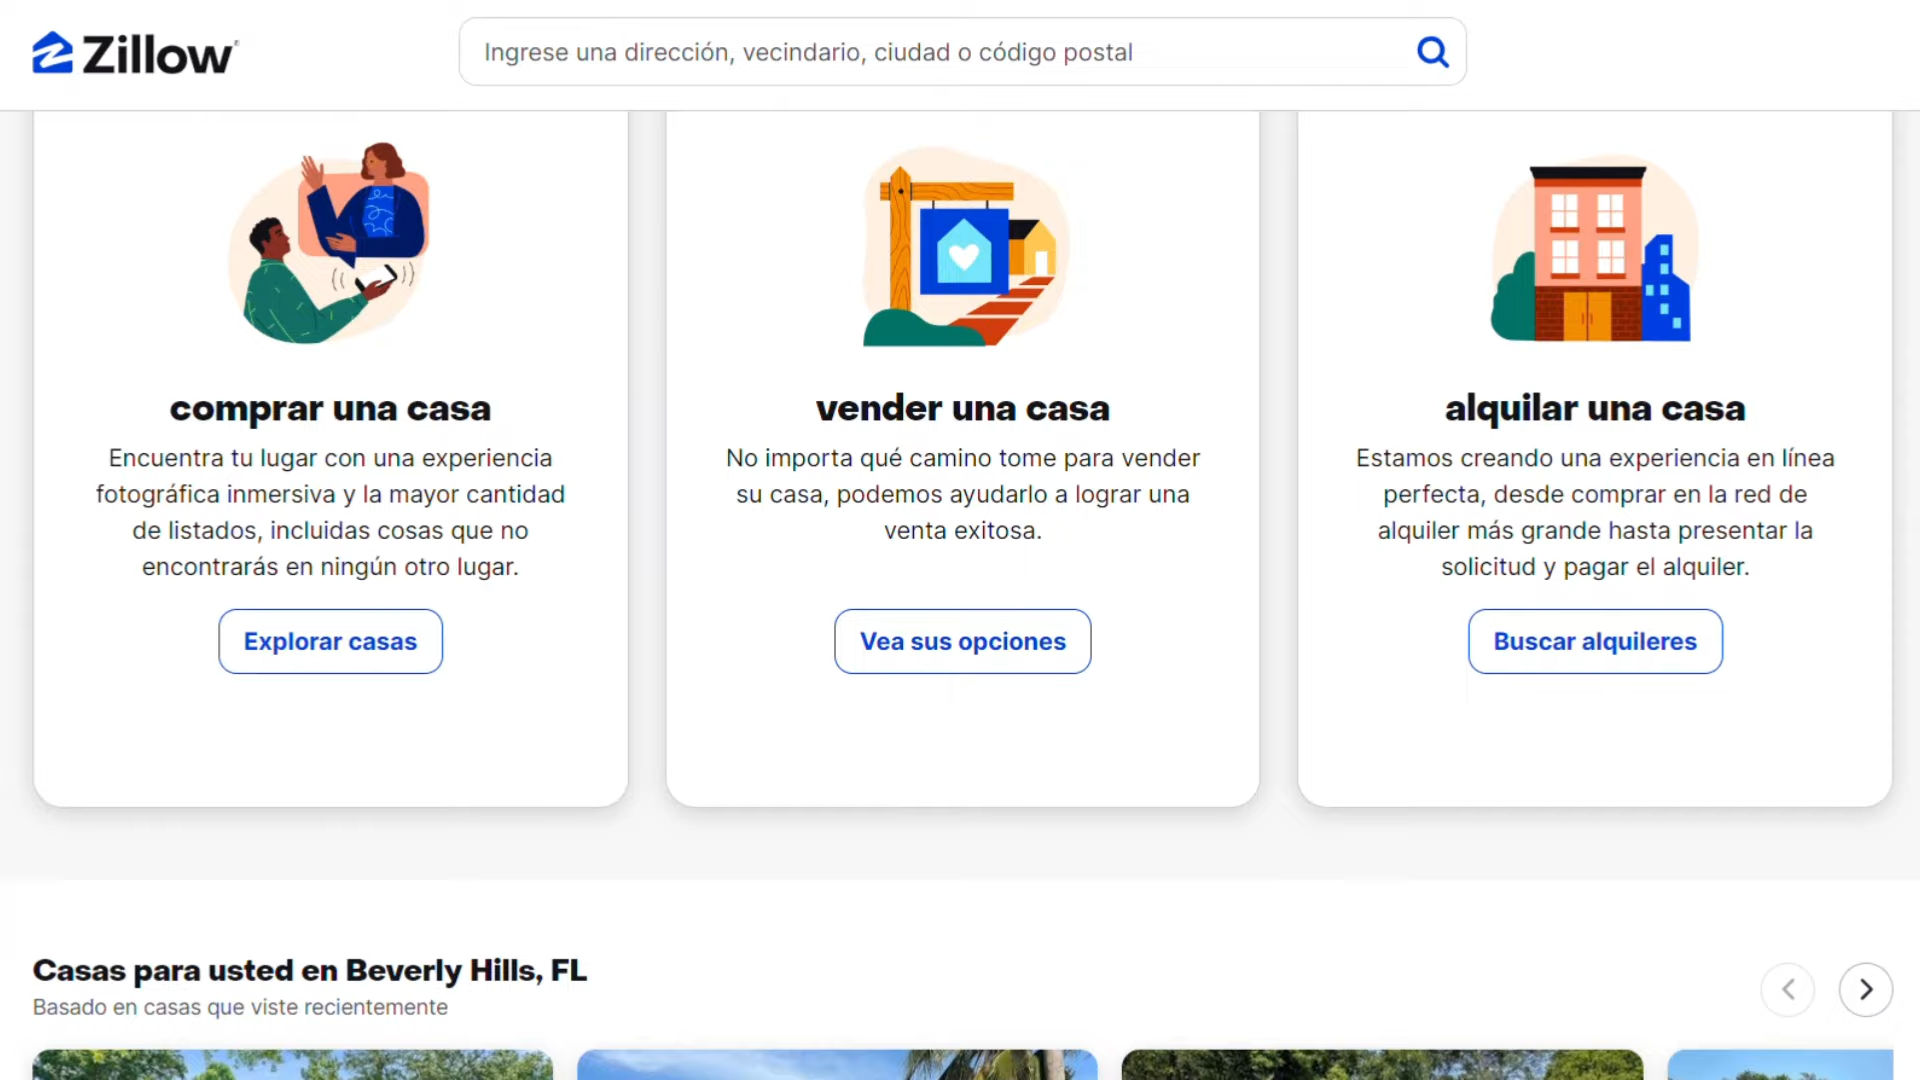 Zillow
Ingrese una dirección, vecindario, ciudad o código postal
comprar una casa
Encuentra tu lugar con una experiencia
fotográfica inmersiva y la mayor cantidad
de listados, incluidas cosas que no
encontrarás en ningún otro lugar.
Explorar casas
vender una casa
No importa qué camino tome para vender
su casa, podemos ayudarlo a lograr una
venta exitosa.
Vea sus opciones
alquilar una casa
Estamos creando una experiencia en línea
perfecta, desde comprar en la red de
alquiler más grande hasta presentar la
solicitud y pagar el alquiler.
Buscar alquileres
Casas para usted en Beverly Hills, FL
Basado en casas que viste recientemente